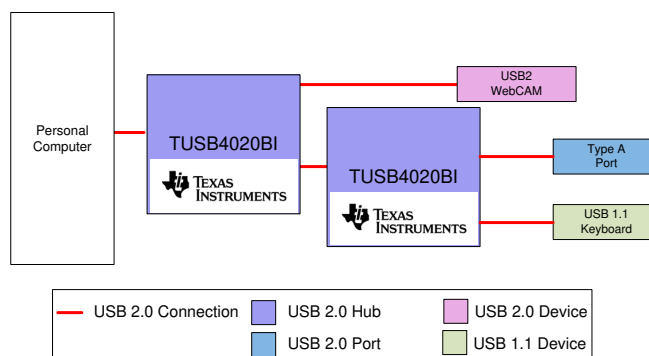 Personal
Computer
TUSB4020BI
TEXAS
INSTRUMENTS
USB2
WebCAM
TUSB4020BI
TEXAS
INSTRUMENTS
Type A
Port
USB 1.1
Keyboard
USB 2.0 Connection
USB 2.0 Hub
USB 2.0 Device
USB 2.0 Port
USB 1.1 Device